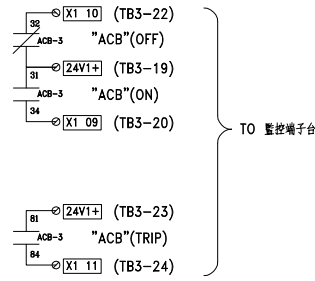 32 X1 10 (TB3-22)
ACB-3 "ACB"(OFF)
31 24V1+ (TB3-19)
ACB-3 "ACB"(ON)
34 X1 09 (TB3-20)
TO 監控端子台
81 24V1+ (TB3-23)
ACB-3 "ACB"(TRIP)
84 X1 11 (TB3-24)